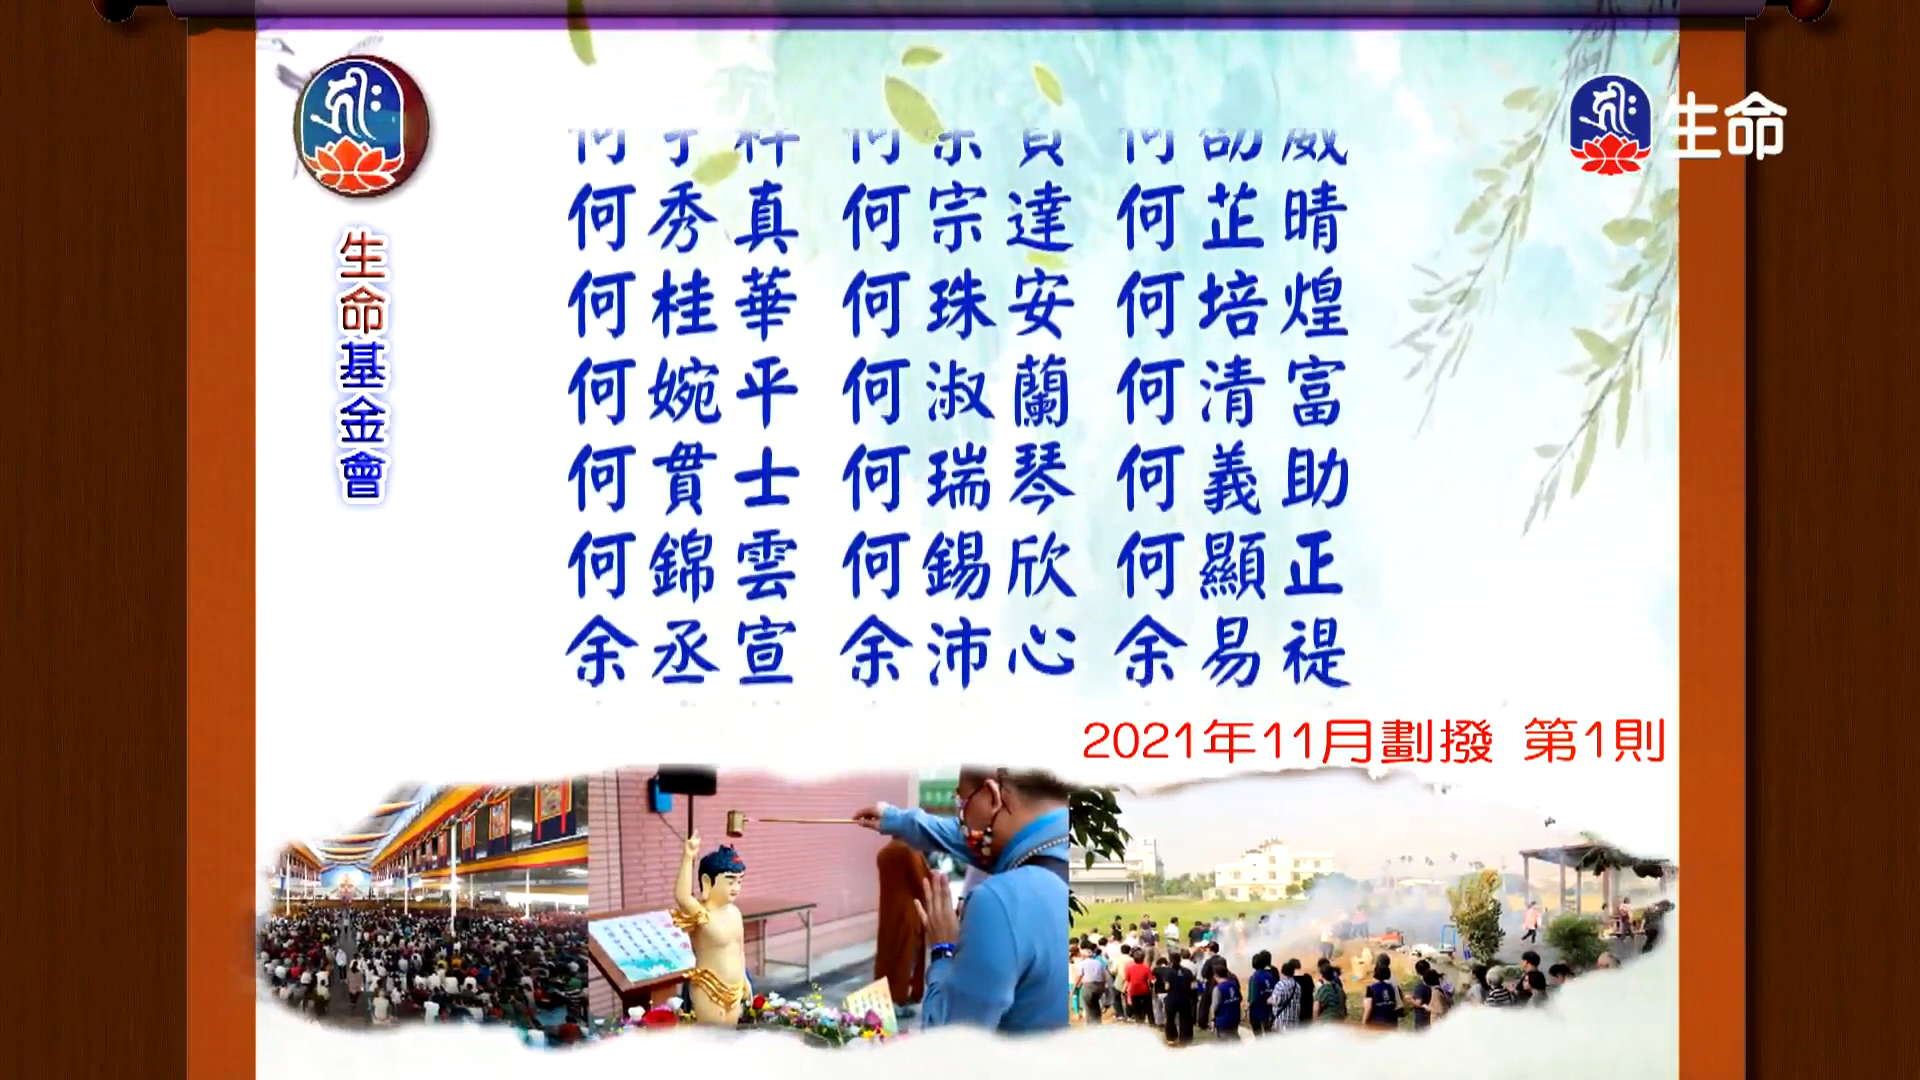 生命
生命基金會
何秀真 何宗達 何芷晴
何桂華 何珠安 何培煌
何婉平 何淑蘭 何清富
何貫士 何瑞琴 何義助
何錦雲 何錫欣 何顯正
余丞宣 余沛心 余易禔
2021年11月劃撥 第1則